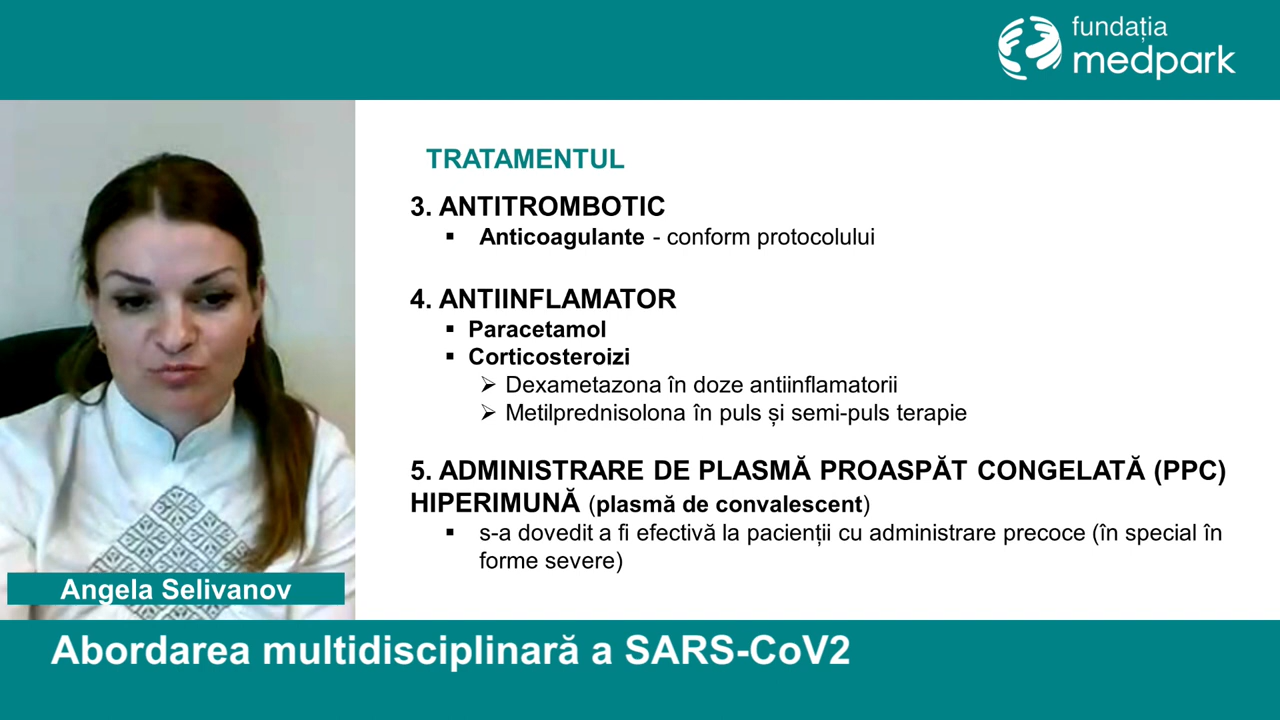 fundația
medpark
TRATAMENTUL
3. ANTITROMBOTIC
▪ Anticoagulante - conform protocolului
4. ANTIINFLAMATOR
▪ Paracetamol
▪ Corticosteroizi
➢ Dexametazona în doze antiinflamatorii
➢ Metilprednisolona în puls și semi-puls terapie
5. ADMINISTRARE DE PLASMĂ PROASPĂT CONGELATĂ (PPC)
HIPERIMUNĂ (plasmă de convalescent)
▪ s-a dovedit a fi efectivă la pacienții cu administrare precoce (în special în
forme severe)
Angela Selivanov
Abordarea multidisciplinară a SARS-CoV2